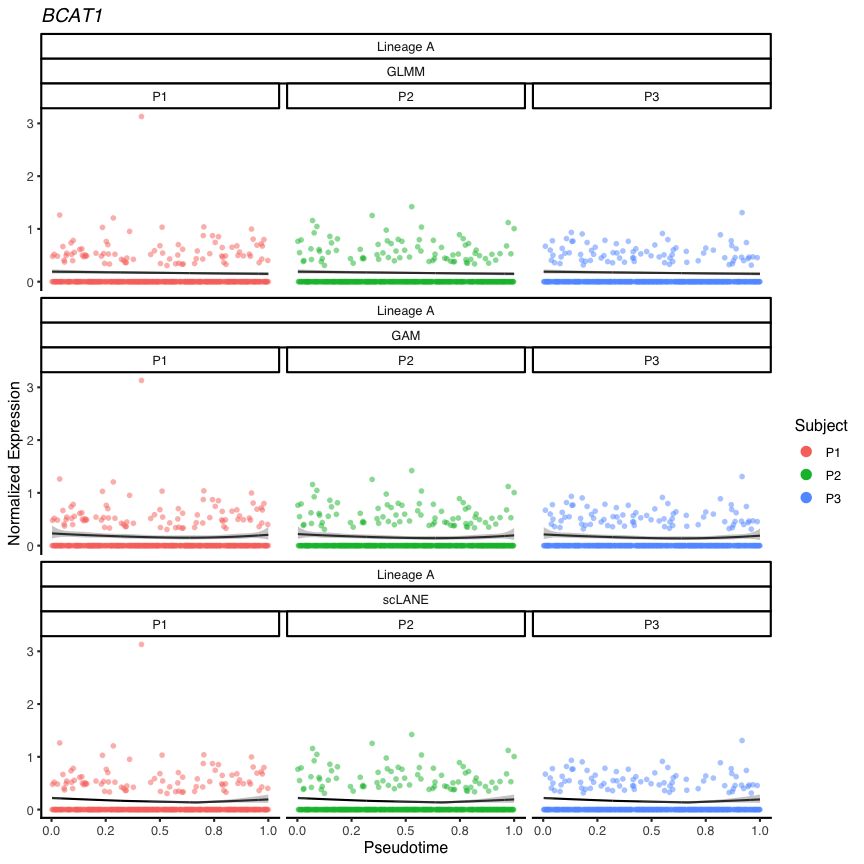 BCAT1
Lineage A
GLMM
P1 P2 P3
3
2
1
0
Lineage A
GAM
P1 P2 P3
3
2
1
0
Normalized Expression
Subject
P1
P2
P3
Lineage A
scLANE
P1 P2 P3
3
2
1
0
0.0 0.2 0.5 0.8 1.0 0.0 0.2 0.5 0.8 1.0 0.0 0.2 0.5 0.8 1.0
Pseudotime